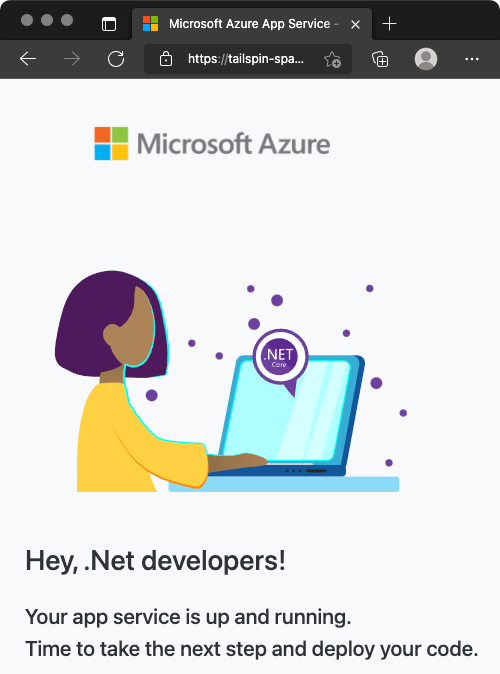 Microsoft Azure App Service -
https://tailspin-spa...
Microsoft Azure
.NET
Core
Hey, .Net developers!
Your app service is up and running.
Time to take the next step and deploy your code.